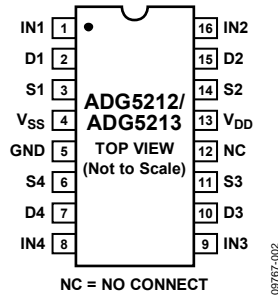 IN1 1 16 IN2
D1 2 15 D2
S1 3 14 S2
ADG5212/
VSS 4 13 VDD
ADG5213
GND 5 TOP VIEW 12 NC
(Not to Scale)
S4 6 11 S3
D4 7 10 D3
IN4 8 9 IN3
NC = NO CONNECT
09767-002